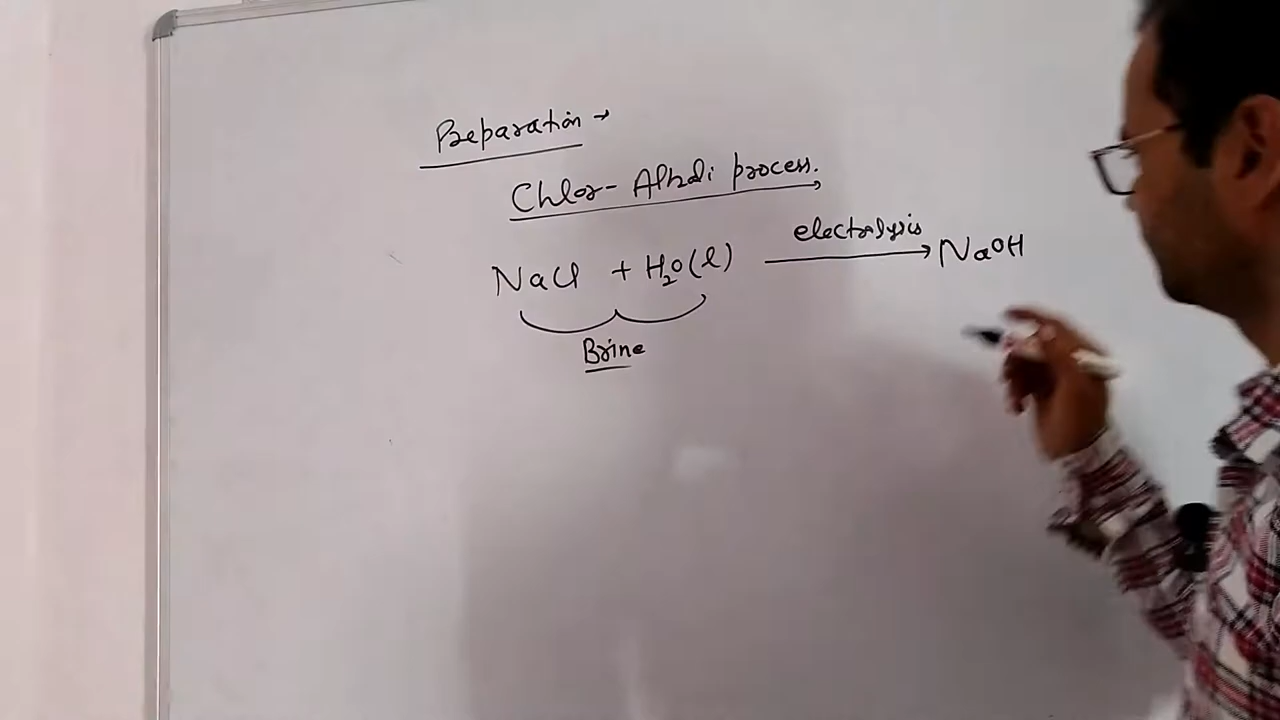 Preparation →
Chlor-Alkali process.
NaCl + H₂O(l) electrolysis → NaOH
Brine